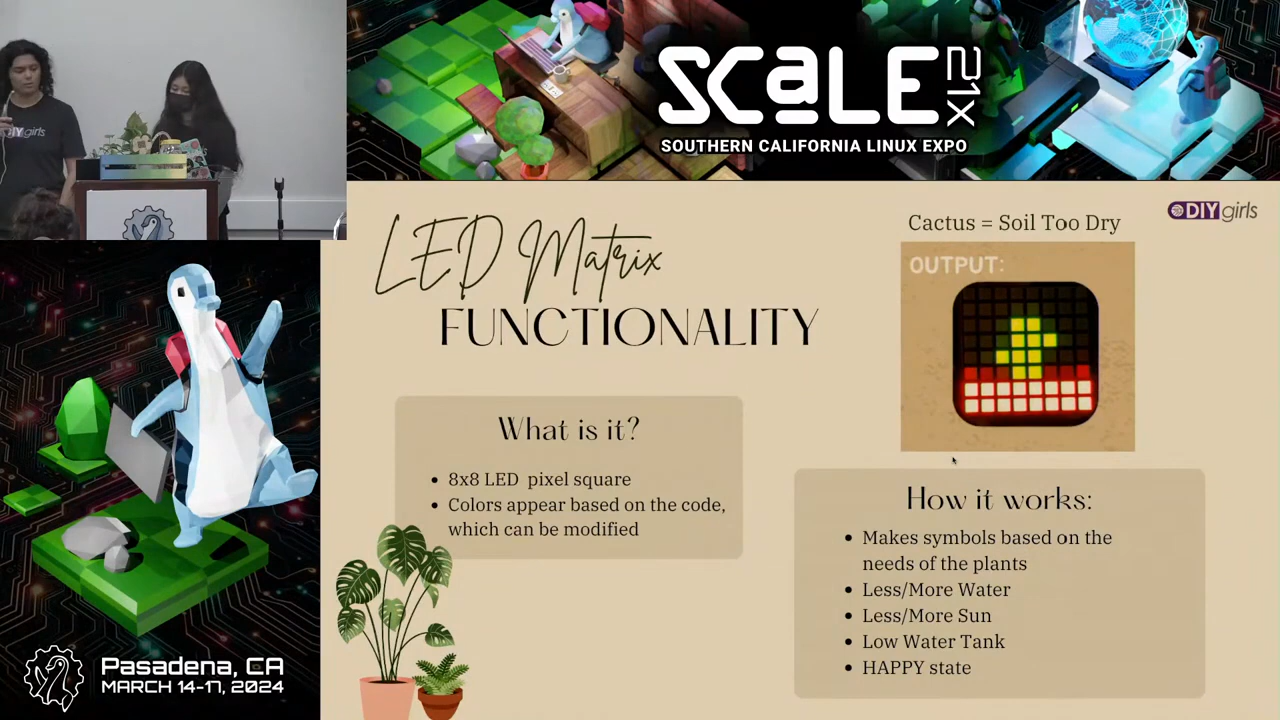 SCALE 21X
SOUTHERN CALIFORNIA LINUX EXPO
DIY girls
LED Matrix
FUNCTIONALITY
Cactus = Soil Too Dry
DIY girls
OUTPUT:
What is it?
• 8x8 LED pixel square
• Colors appear based on the code,
which can be modified
How it works:
• Makes symbols based on the
needs of the plants
• Less/More Water
• Less/More Sun
• Low Water Tank
• HAPPY state
Pasadena, CA
MARCH 14-17, 2024